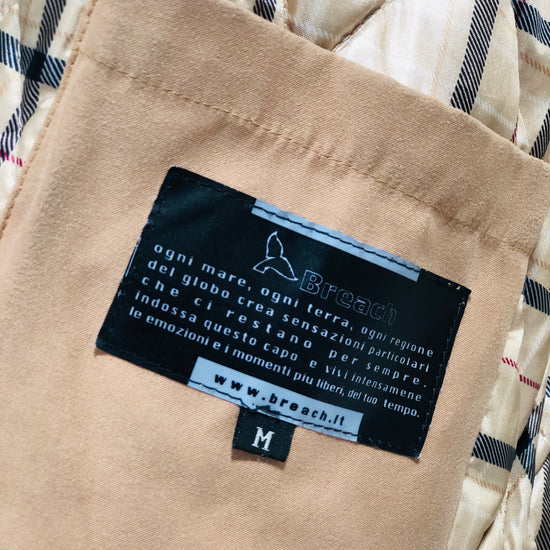 Breach
ogni mare, ogni terra, ogni regione
del globo crea sensazioni particolari
che ci restano per sempre.
indossa questo capo e vivi intensamente
le emozioni e i momenti più liberi, del tuo tempo.
www.breach.it
M